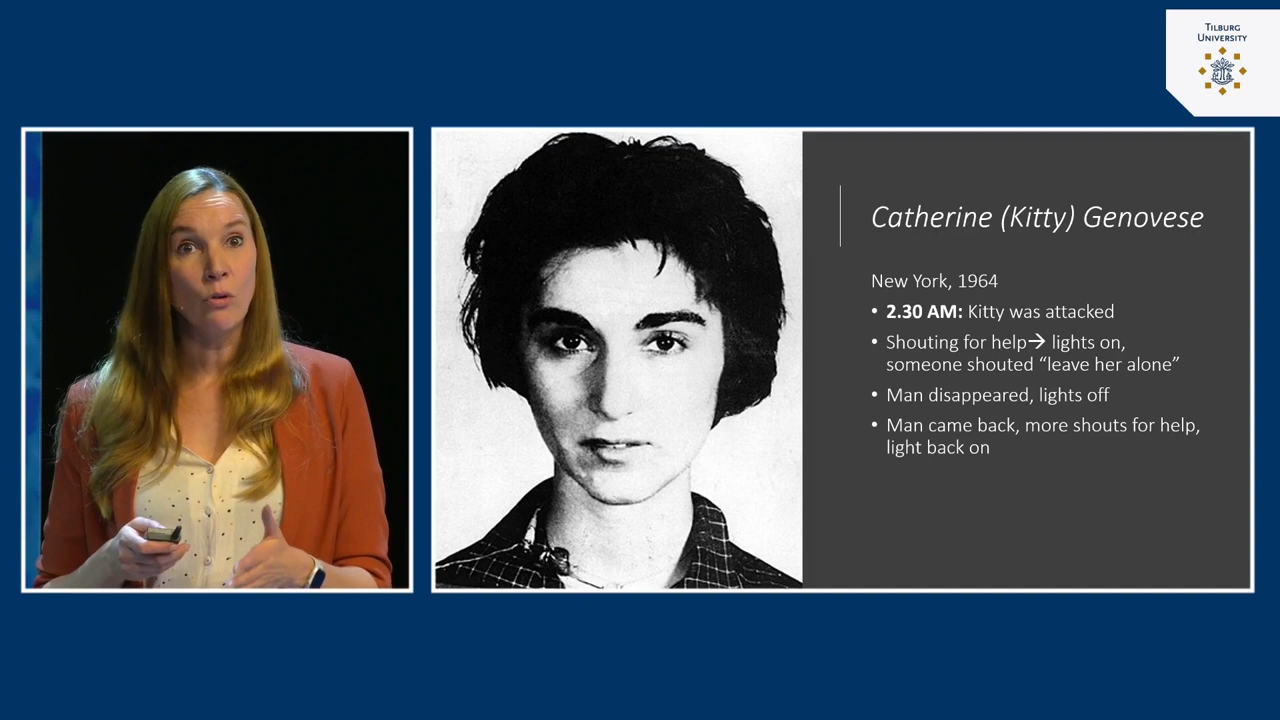 TILBURG
UNIVERSITY
Catherine (Kitty) Genovese
New York, 1964
• 2.30 AM: Kitty was attacked
• Shouting for help→ lights on,
someone shouted “leave her alone”
• Man disappeared, lights off
• Man came back, more shouts for help,
light back on